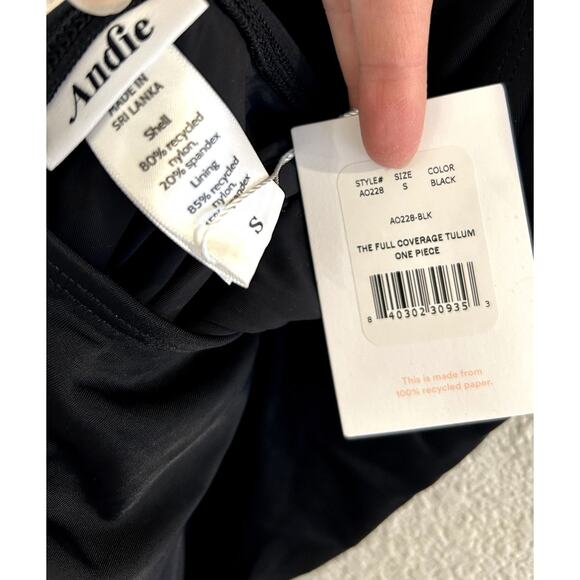 Andie
MADE IN
SRI LANKA
Shell
80% recycled
nylon,
20% spandex
Lining
85% recycled
nylon,
S
STYLE# SIZE COLOR
A0228 S BLACK
A0228-BLK
THE FULL COVERAGE TULUM
ONE PIECE
8 40302 30935 3
This is made from
100% recycled paper.